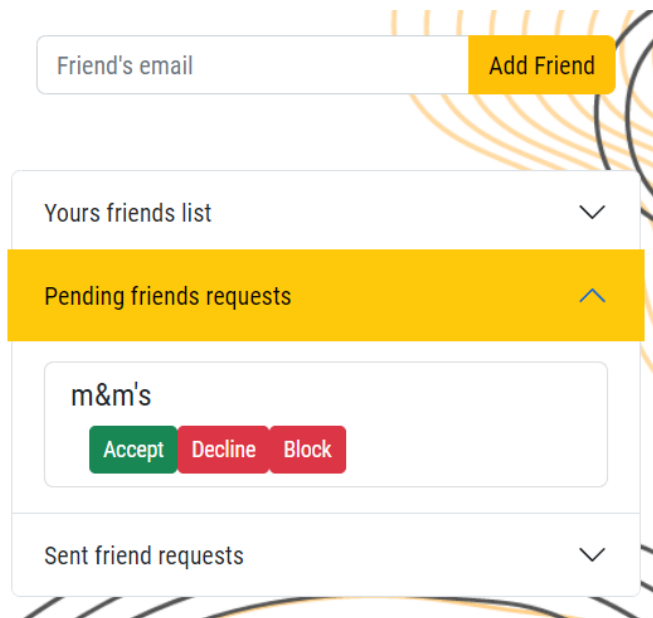 Friend's email Add Friend
Yours friends list
Pending friends requests
m&m's
Accept Decline Block
Sent friend requests